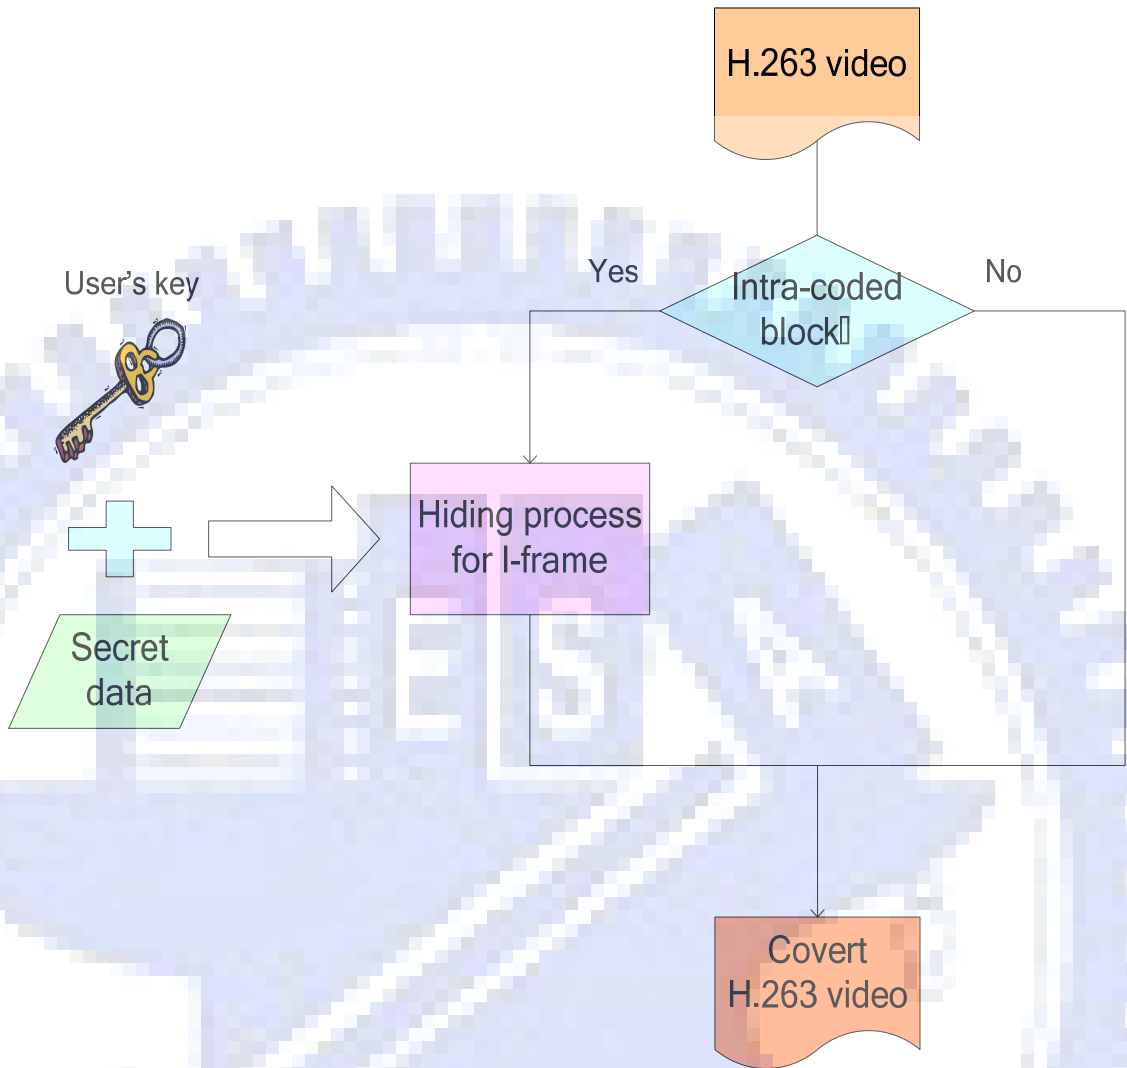 H.263 video
User's key
Yes
Intra-coded
block▯
No
Hiding process
for I-frame
Secret
data
Covert
H.263 video